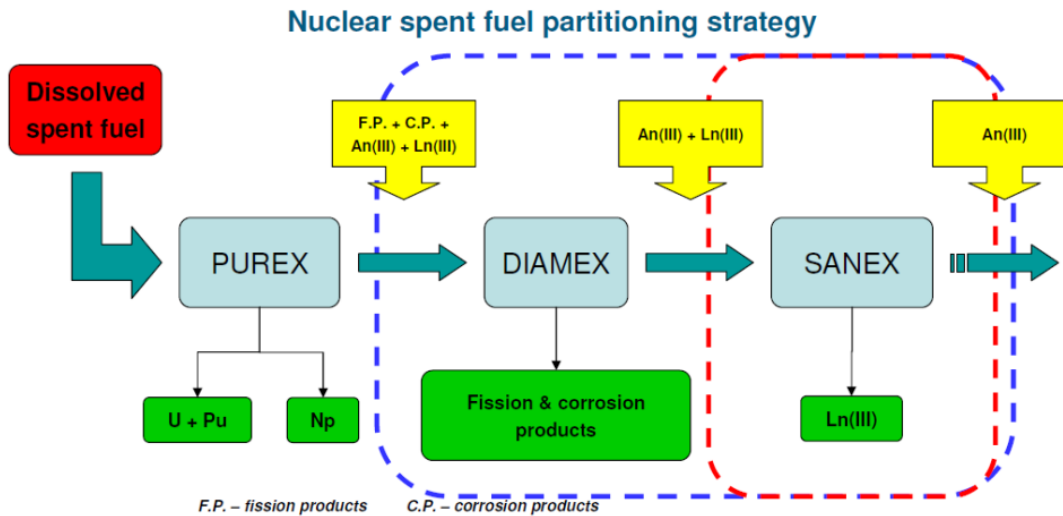 Nuclear spent fuel partitioning strategy
Dissolved
spent fuel
F.P. + C.P. +
An(III) + Ln(III)
An(III) + Ln(III)
An(III)
PUREX
DIAMEX
SANEX
U + Pu
Np
Fission & corrosion
products
Ln(III)
F.P. – fission products
C.P. – corrosion products